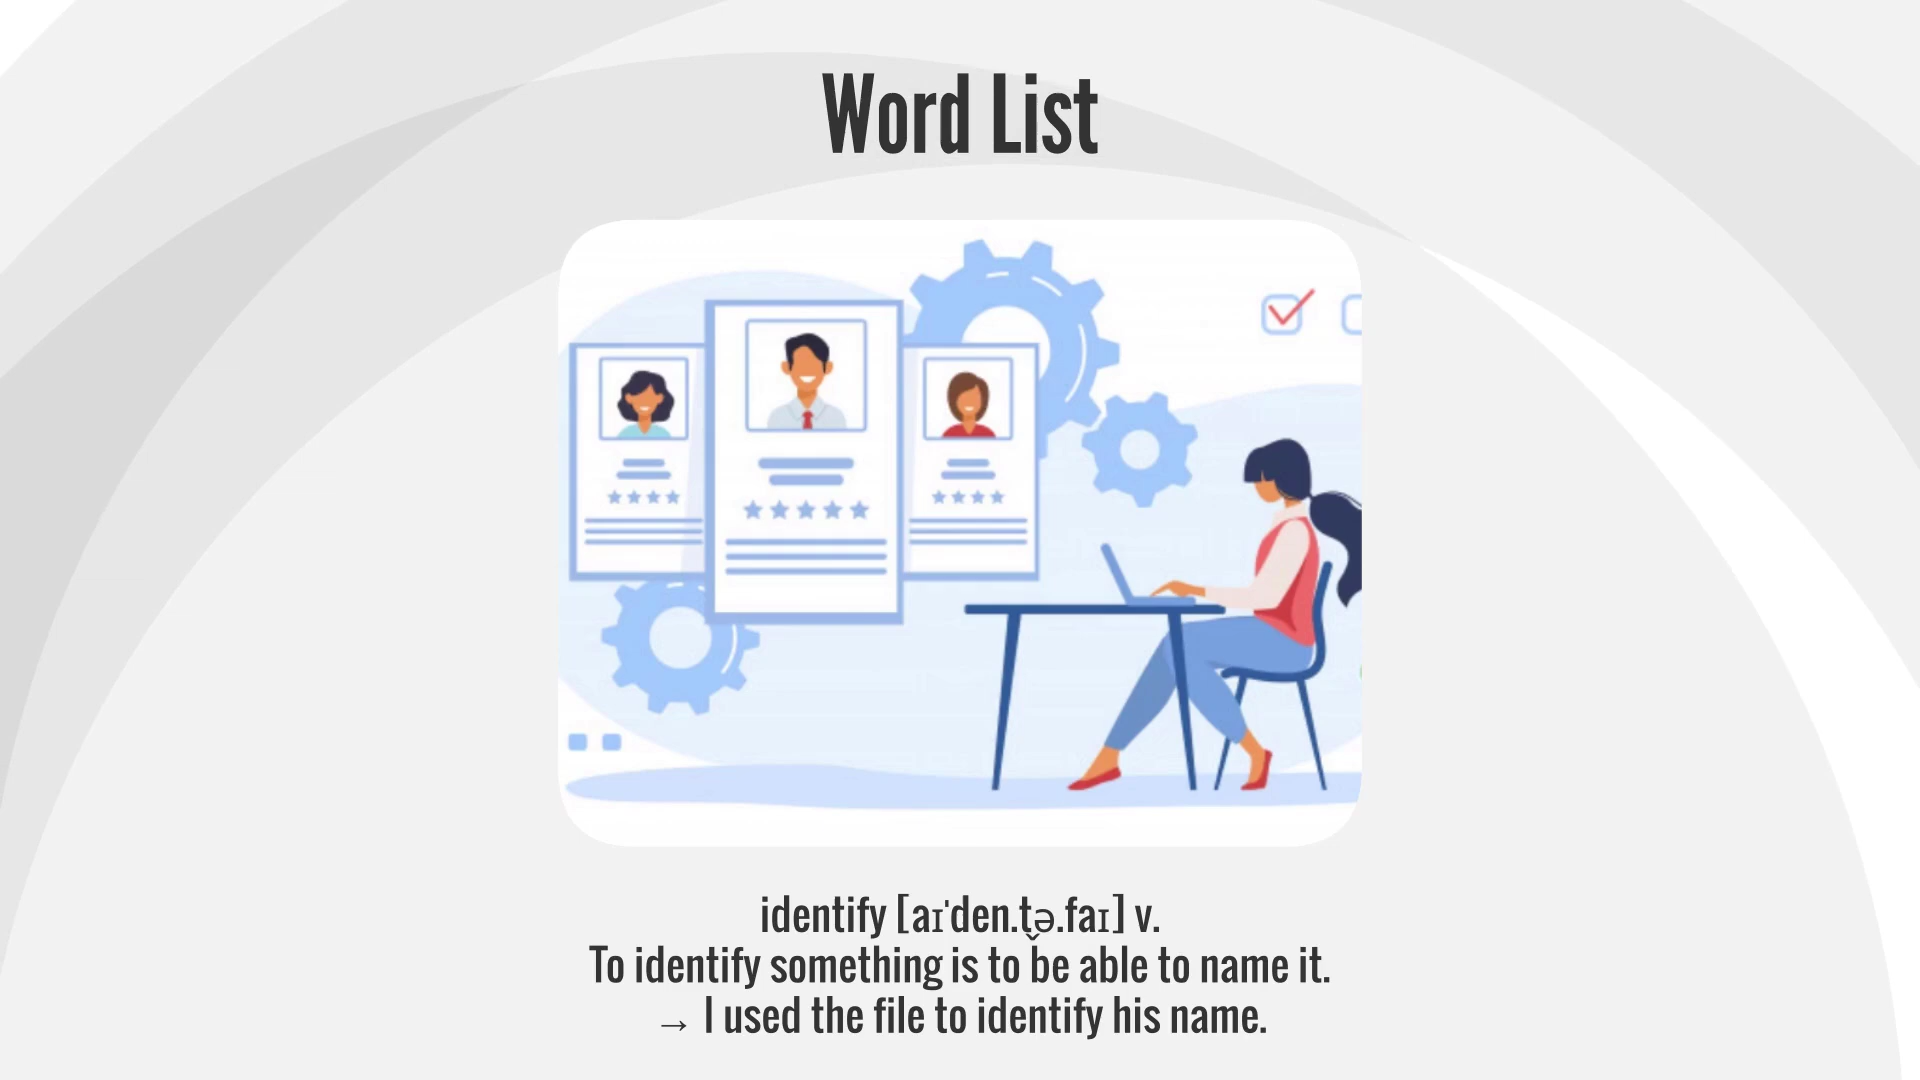 Word List
identify [aɪˈden.t̬ə.faɪ] v.
To identify something is to be able to name it.
→ I used the file to identify his name.